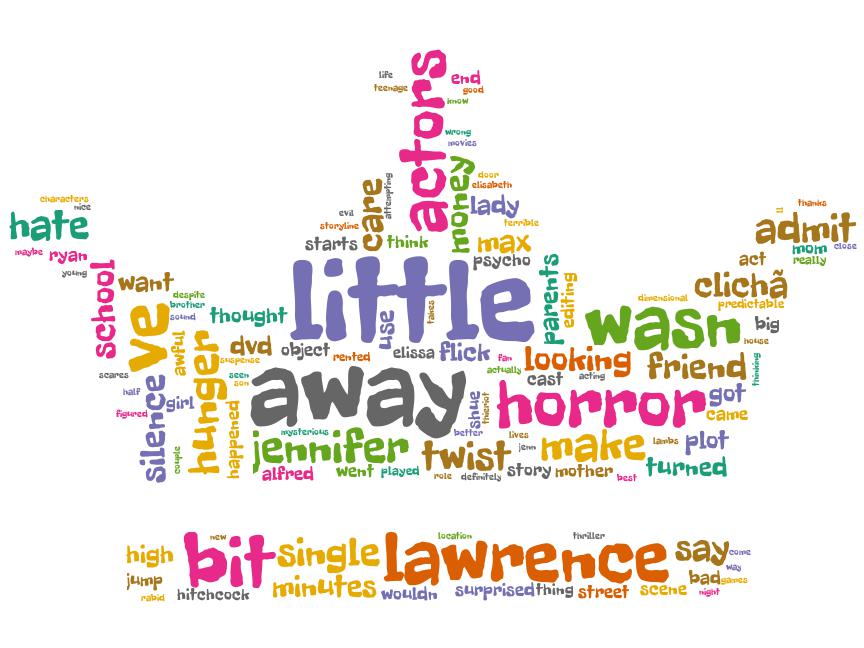 life
end
teenage
good
actors
know
wrong
movies
characters
nice
hate
maybe
ryan
young
evil
storyline
starts
care
attempting
think
money
door
elisabeth
lady
terrible
max
psycho
thanks
admit
mom
close
really
act
clichã
predictable
dimensional
big
house
school
want
despite
brother
sound
ve
thought
little
use
takes
parents
editing
wasn
awful
hunger
dvd
suspense
object
rented
elissa
flick
fan
actually
looking
friend
thinking
scares
half
figured
silence
girl
seen
son
away
shue
cast
acting
horror
got
came
couple
happened
mysterious
jennifer
better
lives
jenn
make
lambs
plot
alfred
went
played
twist
role
definitely
story
mother
best
turned
high
new
bit
single
location
lawrence
thriller
say
come
way
jump
rabid
hitchcock
minutes
wouldn
surprised
thing
street
scene
bad
games
night